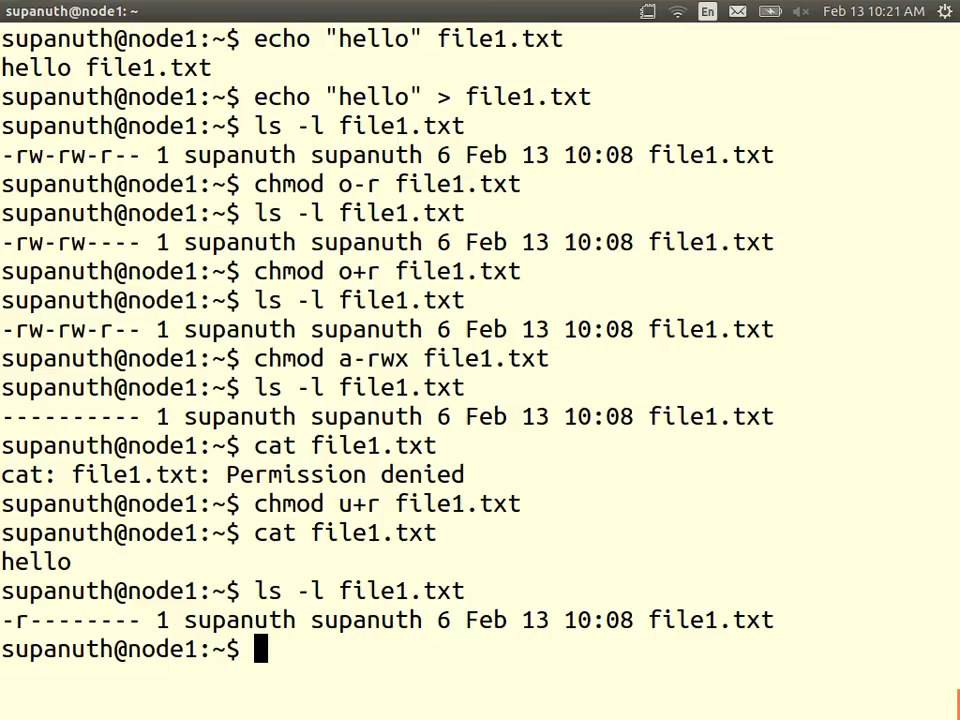 supanuth@node1: ~ En Feb 13 10:21 AM
supanuth@node1:~$ echo "hello" file1.txt
hello file1.txt
supanuth@node1:~$ echo "hello" > file1.txt
supanuth@node1:~$ ls -l file1.txt
-rw-rw-r-- 1 supanuth supanuth 6 Feb 13 10:08 file1.txt
supanuth@node1:~$ chmod o-r file1.txt
supanuth@node1:~$ ls -l file1.txt
-rw-rw---- 1 supanuth supanuth 6 Feb 13 10:08 file1.txt
supanuth@node1:~$ chmod o+r file1.txt
supanuth@node1:~$ ls -l file1.txt
-rw-rw-r-- 1 supanuth supanuth 6 Feb 13 10:08 file1.txt
supanuth@node1:~$ chmod a-rwx file1.txt
supanuth@node1:~$ ls -l file1.txt
---------- 1 supanuth supanuth 6 Feb 13 10:08 file1.txt
supanuth@node1:~$ cat file1.txt
cat: file1.txt: Permission denied
supanuth@node1:~$ chmod u+r file1.txt
supanuth@node1:~$ cat file1.txt
hello
supanuth@node1:~$ ls -l file1.txt
-r-------- 1 supanuth supanuth 6 Feb 13 10:08 file1.txt
supanuth@node1:~$